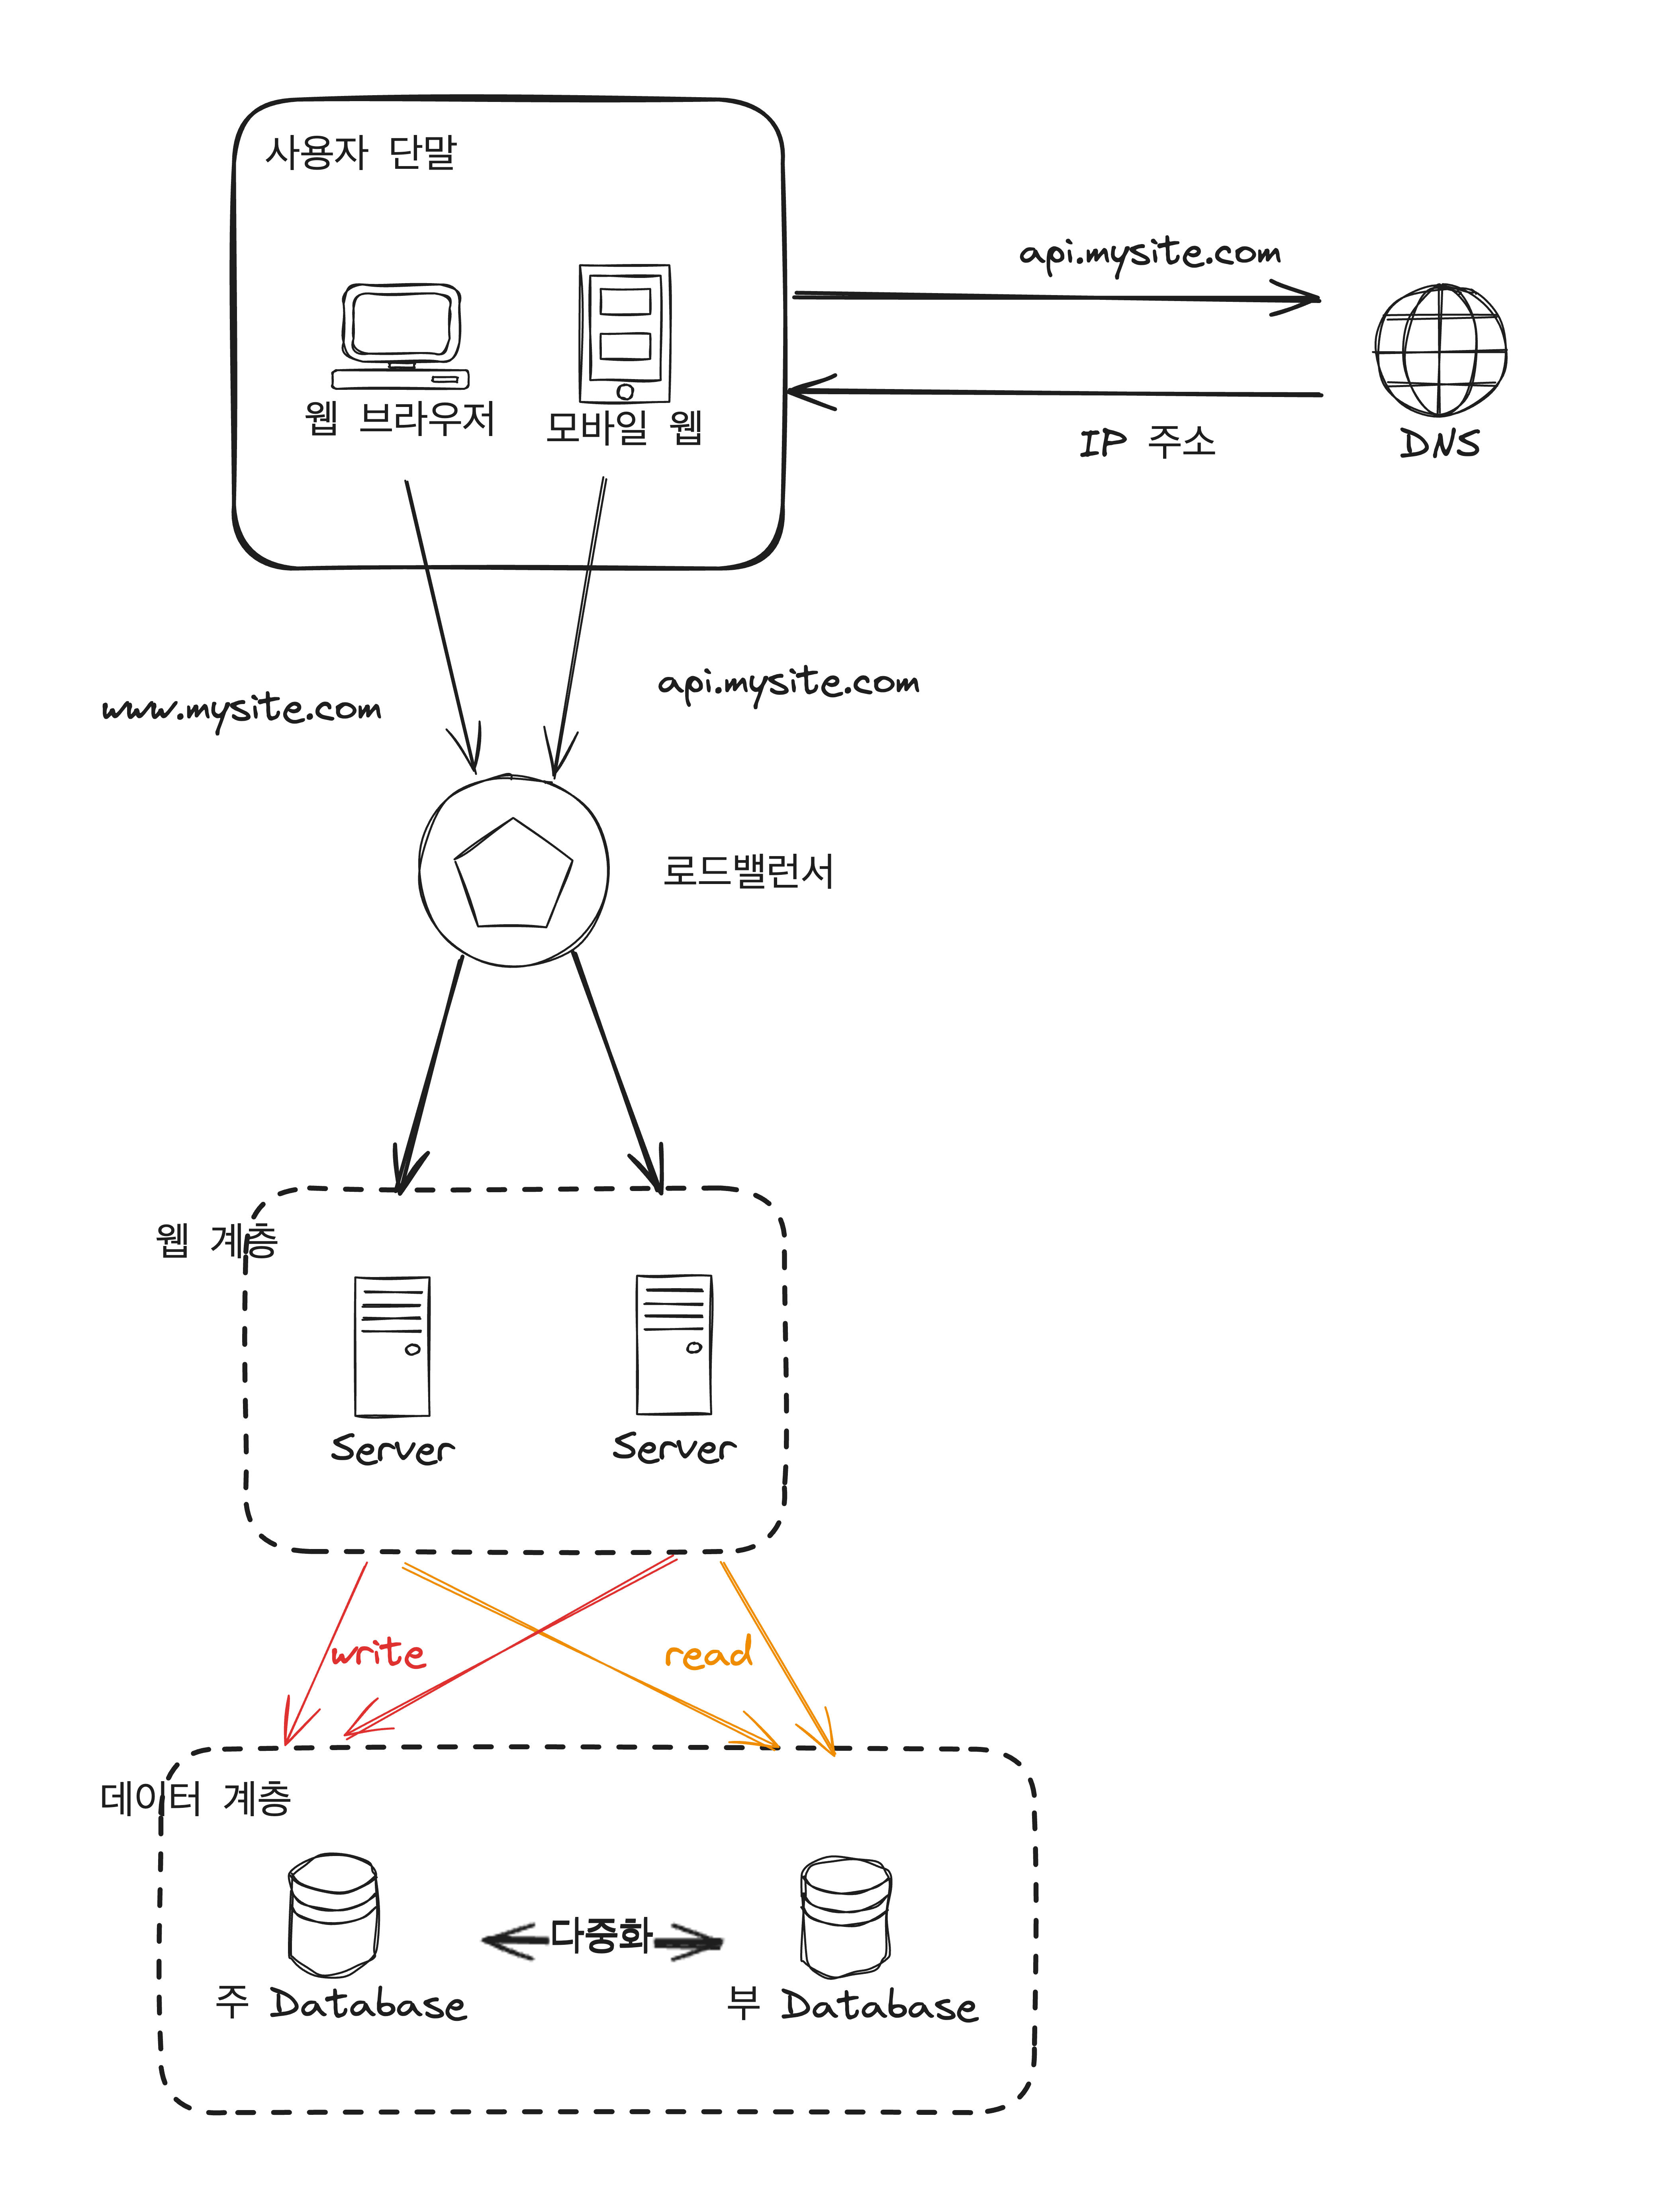 사용자 단말
api.mysite.com
웹 브라우저
모바일 웹
IP 주소
DNS
www.mysite.com
api.mysite.com
로드밸런서
웹 계층
Server
Server
write
read
데이터 계층
다중화
주 Database
부 Database